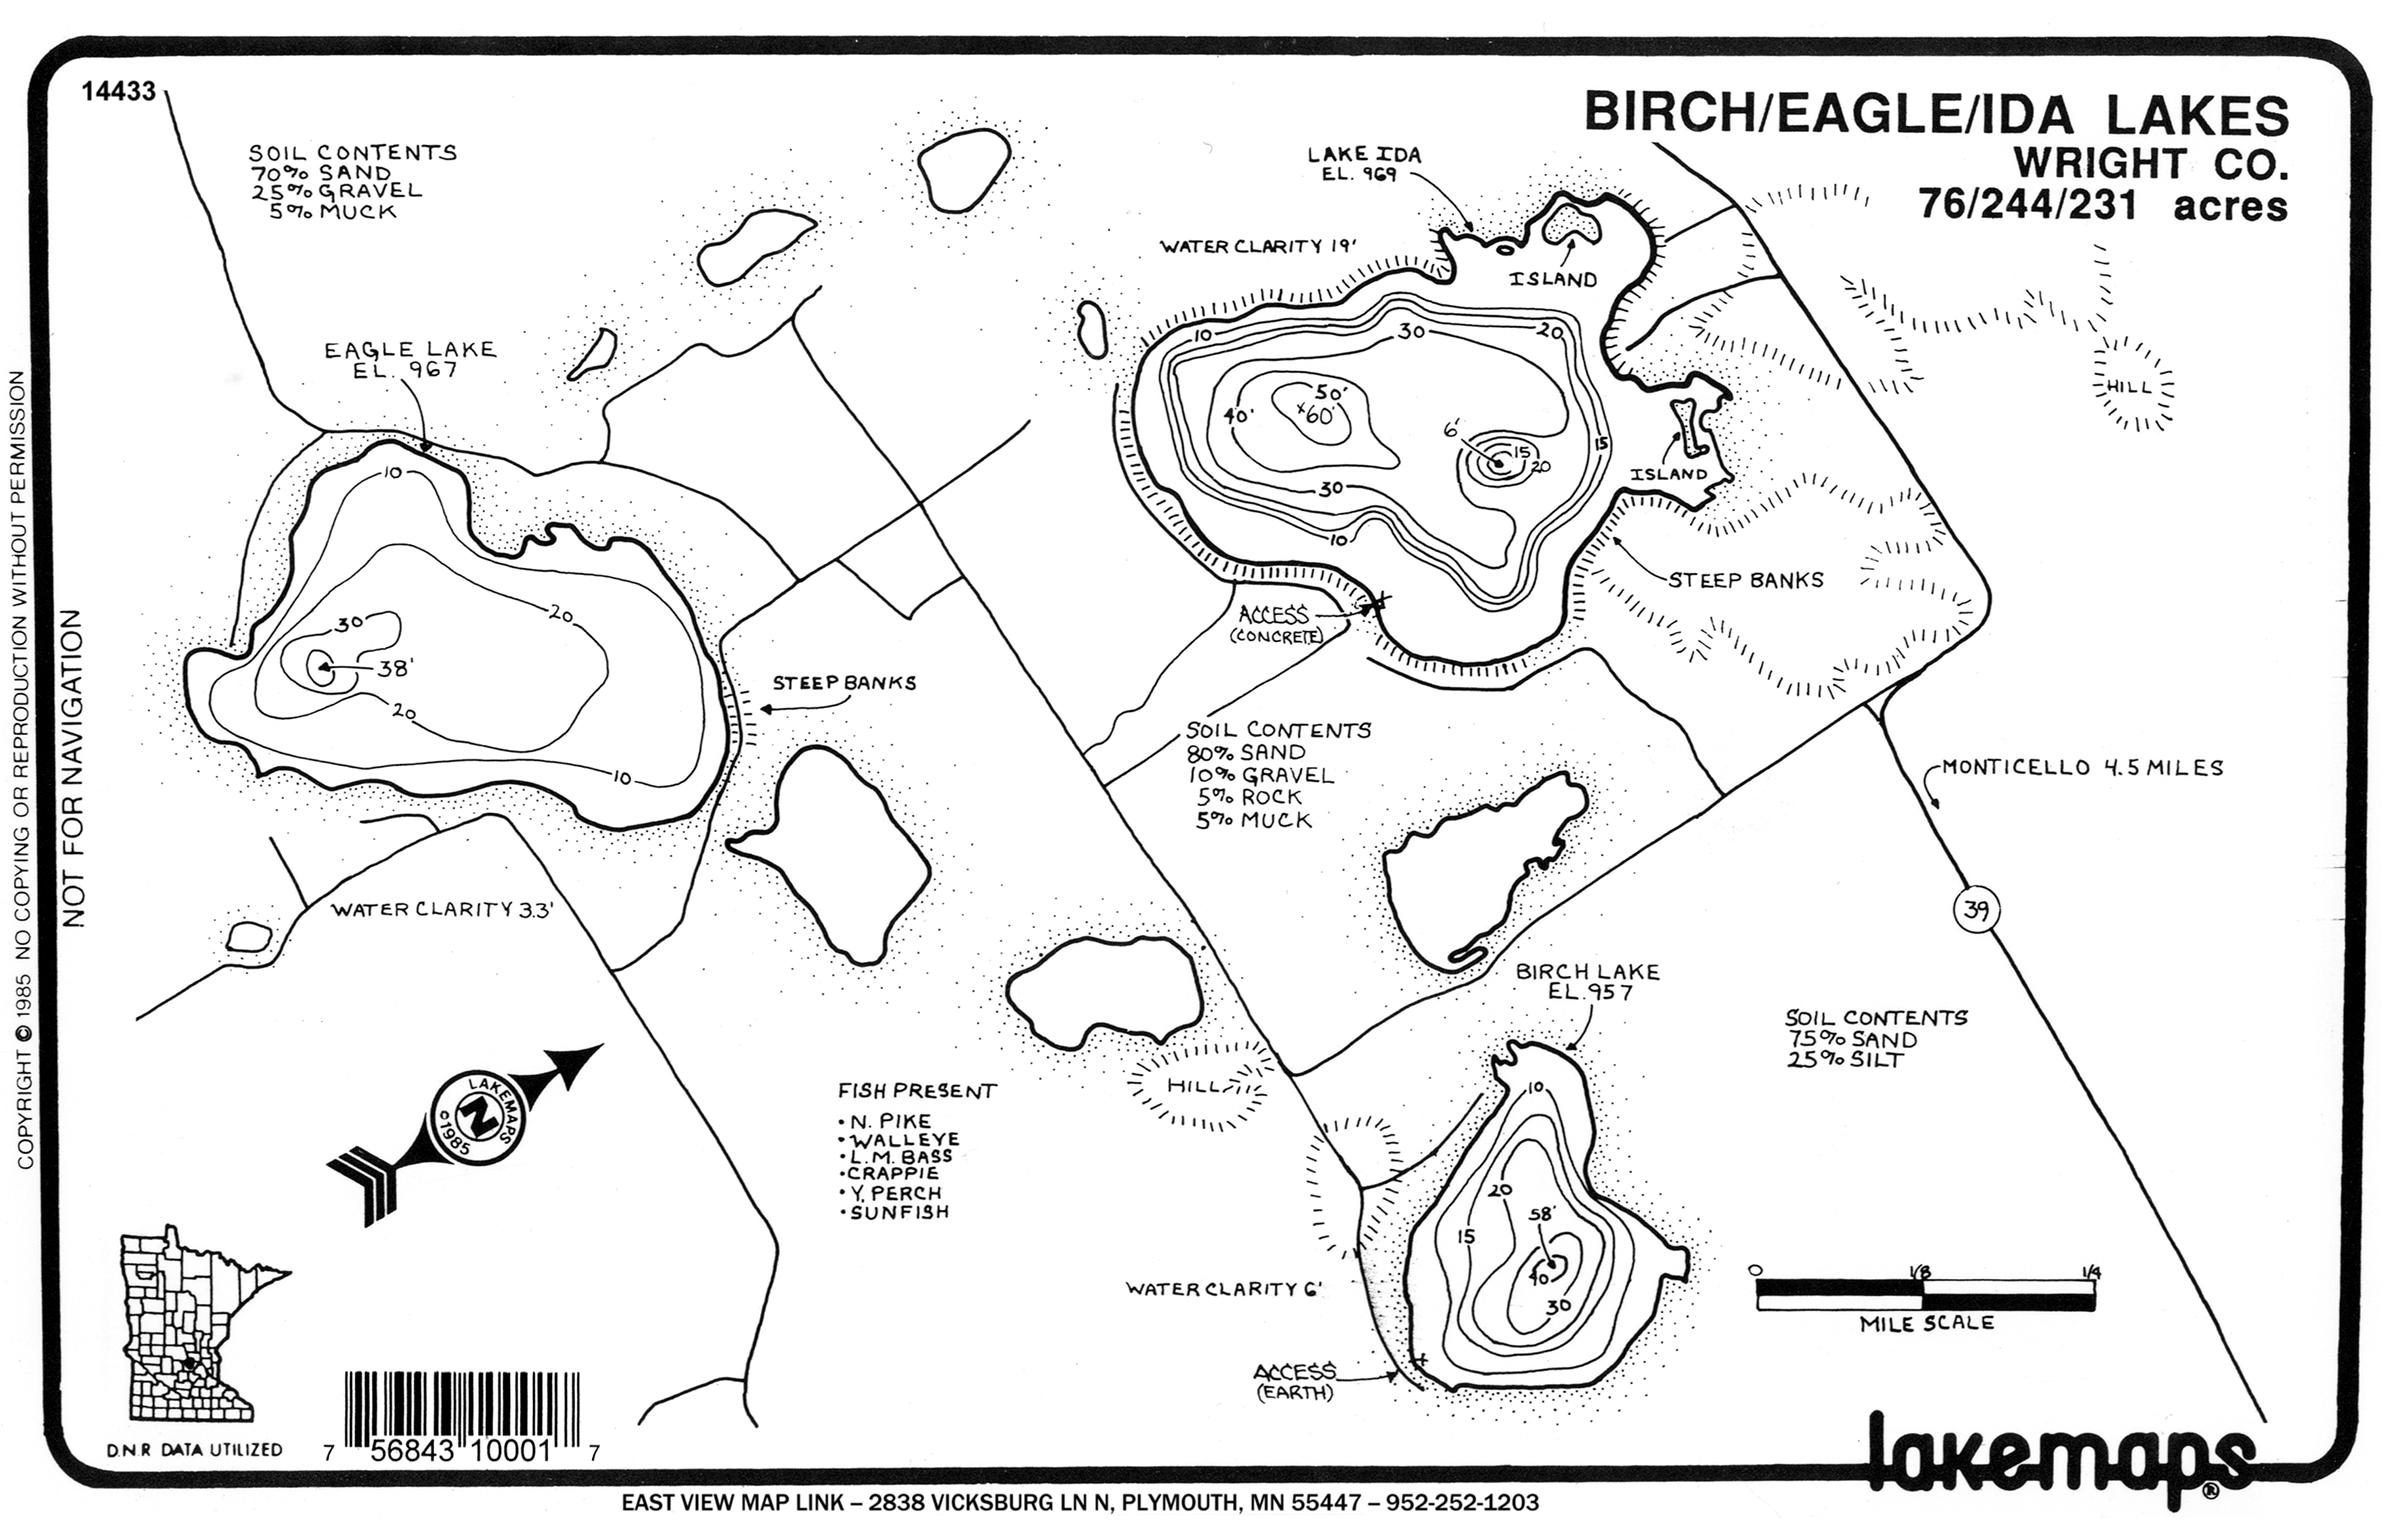 14433
BIRCH/EAGLE/IDA LAKES
WRIGHT CO.
76/244/231 acres
SOIL CONTENTS
70% SAND
25% GRAVEL
5% MUCK
EAGLE LAKE
EL. 967
10
20
30
38'
20
10
STEEP BANKS
WATER CLARITY 3.3'
LAKE IDA
EL. 969
WATER CLARITY 19'
ISLAND
10
30
20
50'
40'
60'
6'
15
20
15
30
10
ISLAND
HILL
STEEP BANKS
ACCESS
(CONCRETE)
SOIL CONTENTS
80% SAND
10% GRAVEL
5% ROCK
5% MUCK
MONTICELLO 4.5 MILES
39
BIRCH LAKE
EL. 957
SOIL CONTENTS
75% SAND
25% SILT
HILL
10
20
58'
15
40
30
WATER CLARITY 6'
ACCESS
(EARTH)
FISH PRESENT
• N. PIKE
• WALLEYE
• L.M. BASS
• CRAPPIE
• Y. PERCH
• SUNFISH
LAKEMAPS
N
© 1985
0 1/8 1/4
MILE SCALE
D.N.R DATA UTILIZED
7 56843 10001 7
lakemaps®
EAST VIEW MAP LINK – 2838 VICKSBURG LN N, PLYMOUTH, MN 55447 – 952-252-1203
NOT FOR NAVIGATION
COPYRIGHT © 1985 NO COPYING OR REPRODUCTION WITHOUT PERMISSION